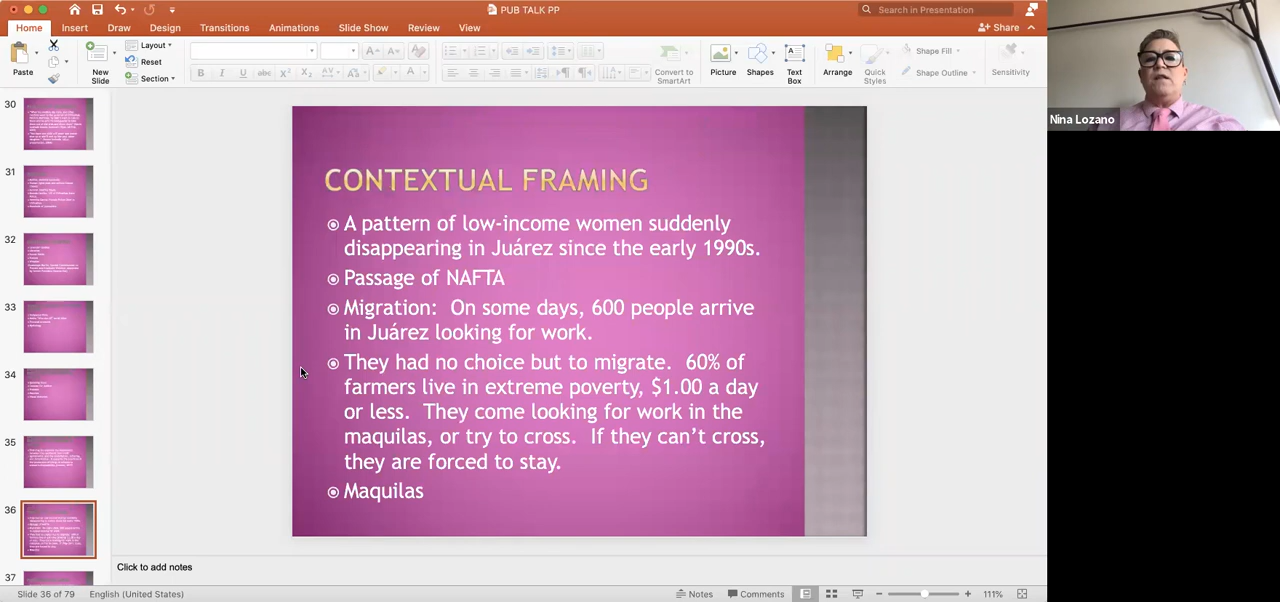 PUB TALK PP
Search in Presentation
Home Insert Draw Design Transitions Animations Slide Show Review View
Share
Paste
New
Slide
Layout
Reset
Section
Convert to
SmartArt
Picture
Shapes
Text
Box
Arrange
Quick
Styles
Shape Fill
Shape Outline
Sensitivity
Nina Lozano
30
31
32
33
34
35
36
37
CONTEXTUAL FRAMING
A pattern of low-income women suddenly
disappearing in Juárez since the early 1990s.
Passage of NAFTA
Migration: On some days, 600 people arrive
in Juárez looking for work.
They had no choice but to migrate. 60% of
farmers live in extreme poverty, $1.00 a day
or less. They come looking for work in the
maquilas, or try to cross. If they can’t cross,
they are forced to stay.
Maquilas
Click to add notes
Slide 36 of 79 English (United States) Notes Comments 111%